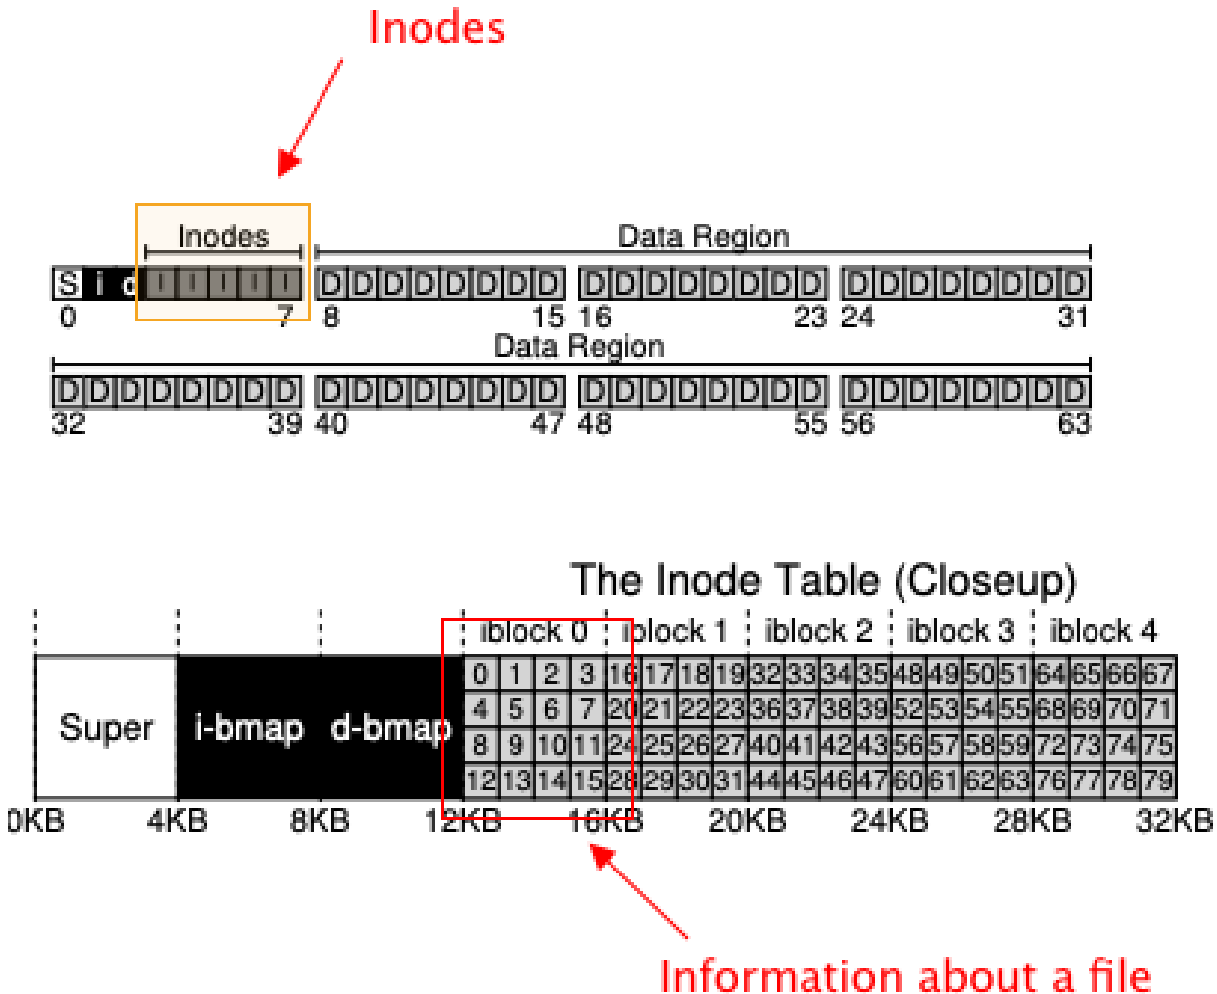 Inodes
Inodes Data Region
S i d I I I I I D D D D D D D D D D D D D D D D D D D D D D D D
0 7 8 15 16 23 24 31
Data Region
D D D D D D D D D D D D D D D D D D D D D D D D D D D D D D D D
32 39 40 47 48 55 56 63
The Inode Table (Closeup)
iblock 0 iblock 1 iblock 2 iblock 3 iblock 4
0 1 2 3 16 17 18 19 32 33 34 35 48 49 50 51 64 65 66 67
Super i-bmap d-bmap 4 5 6 7 20 21 22 23 36 37 38 39 52 53 54 55 68 69 70 71
8 9 10 11 24 25 26 27 40 41 42 43 56 57 58 59 72 73 74 75
12 13 14 15 28 29 30 31 44 45 46 47 60 61 62 63 76 77 78 79
0KB 4KB 8KB 12KB 16KB 20KB 24KB 28KB 32KB
Information about a file